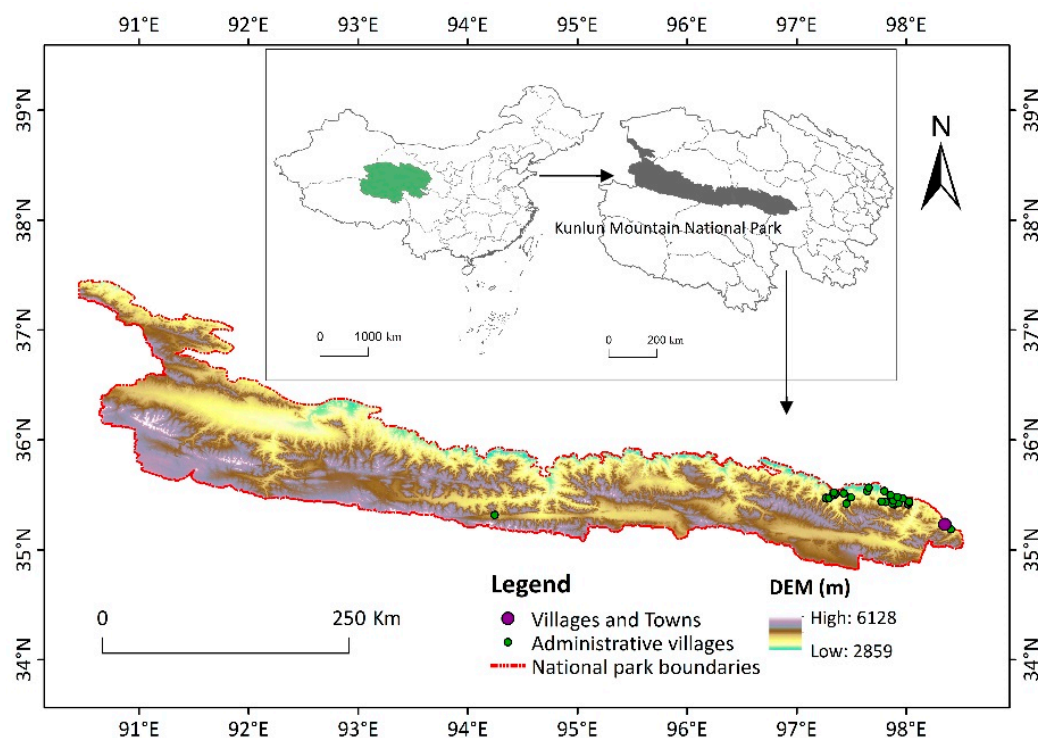 91°E 92°E 93°E 94°E 95°E 96°E 97°E 98°E
39°N
38°N
37°N
36°N
35°N
34°N
39°N
38°N
37°N
36°N
35°N
34°N
N
Kunlun Mountain National Park
0 1000 km
0 200 km
0 250 Km
Legend
Villages and Towns
Administrative villages
National park boundaries
DEM (m)
High: 6128
Low: 2859
91°E 92°E 93°E 94°E 95°E 96°E 97°E 98°E